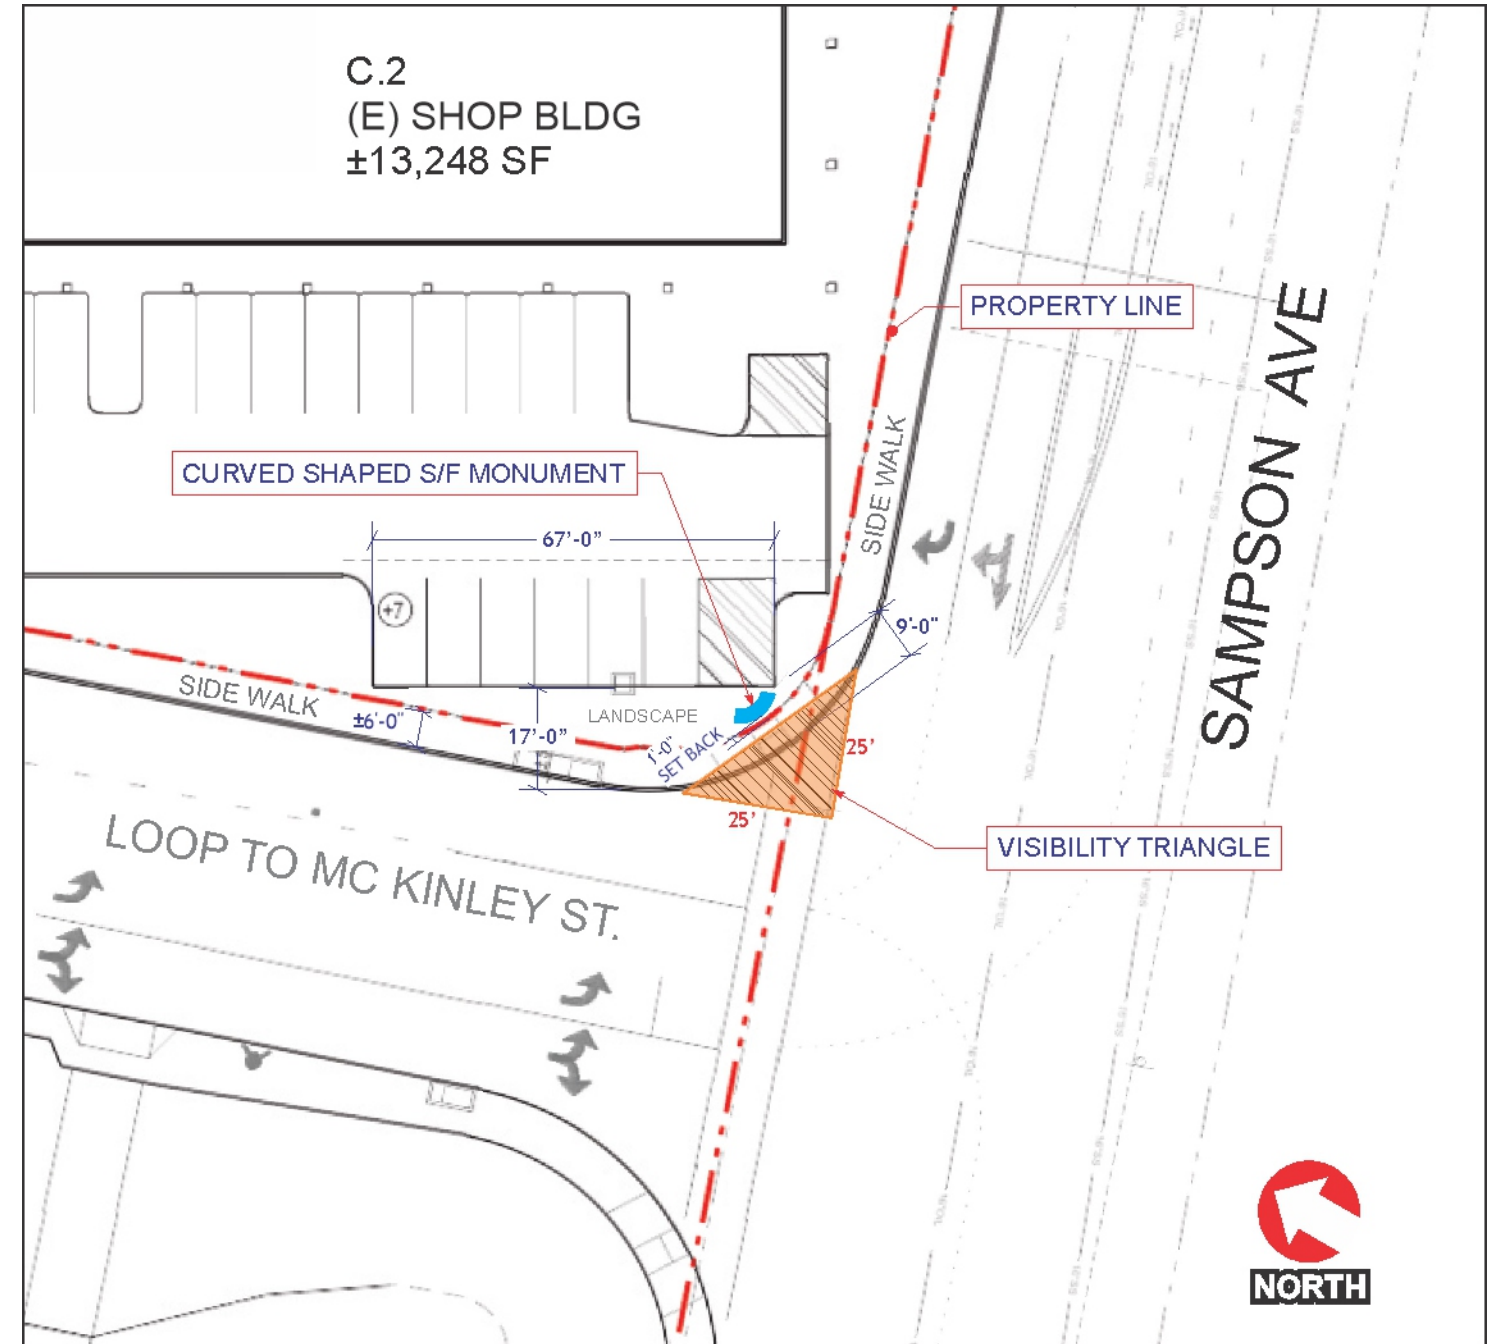 C.2
(E) SHOP BLDG
±13,248 SF
PROPERTY LINE
SIDE WALK
SAMPSON AVE
CURVED SHAPED S/F MONUMENT
67'-0"
+7
9'-0"
SIDE WALK
±6'-0"
17'-0"
LANDSCAPE
1'-0"
SET BACK
25'
25'
VISIBILITY TRIANGLE
LOOP TO MC KINLEY ST.
NORTH